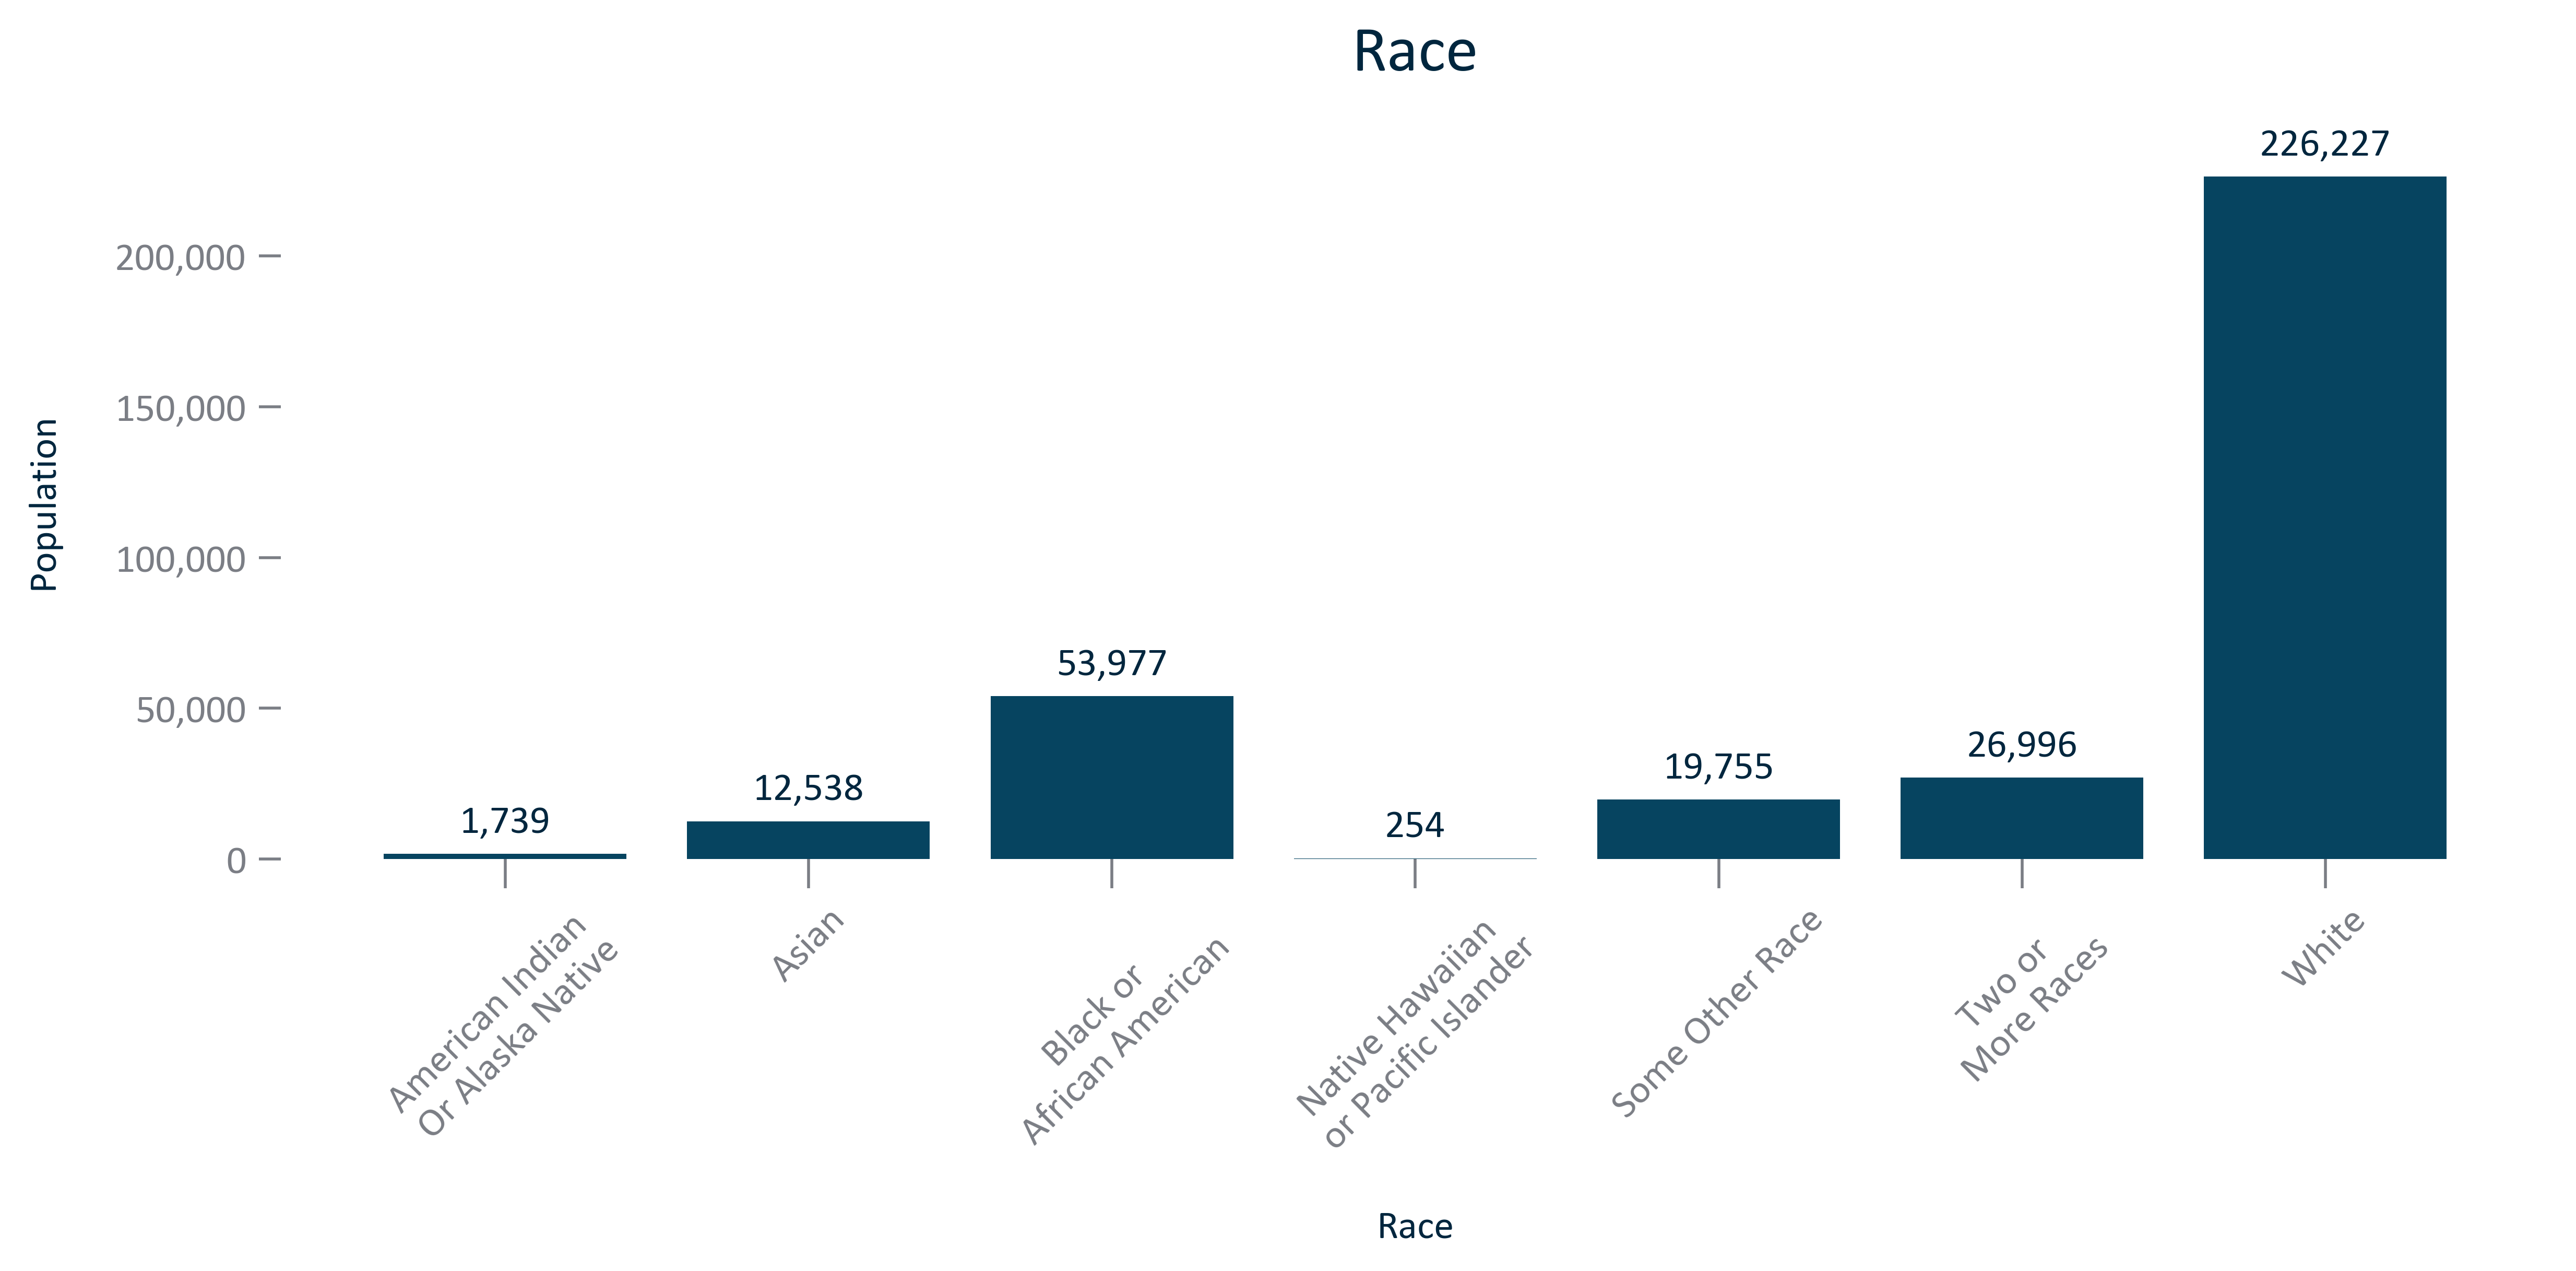 Race
226,227
200,000
150,000
100,000
50,000
0
Population
53,977
26,996
19,755
12,538
1,739
254
American Indian
Or Alaska Native
Asian
Black or
African American
Native Hawaiian
or Pacific Islander
Some Other Race
Two or
More Races
White
Race